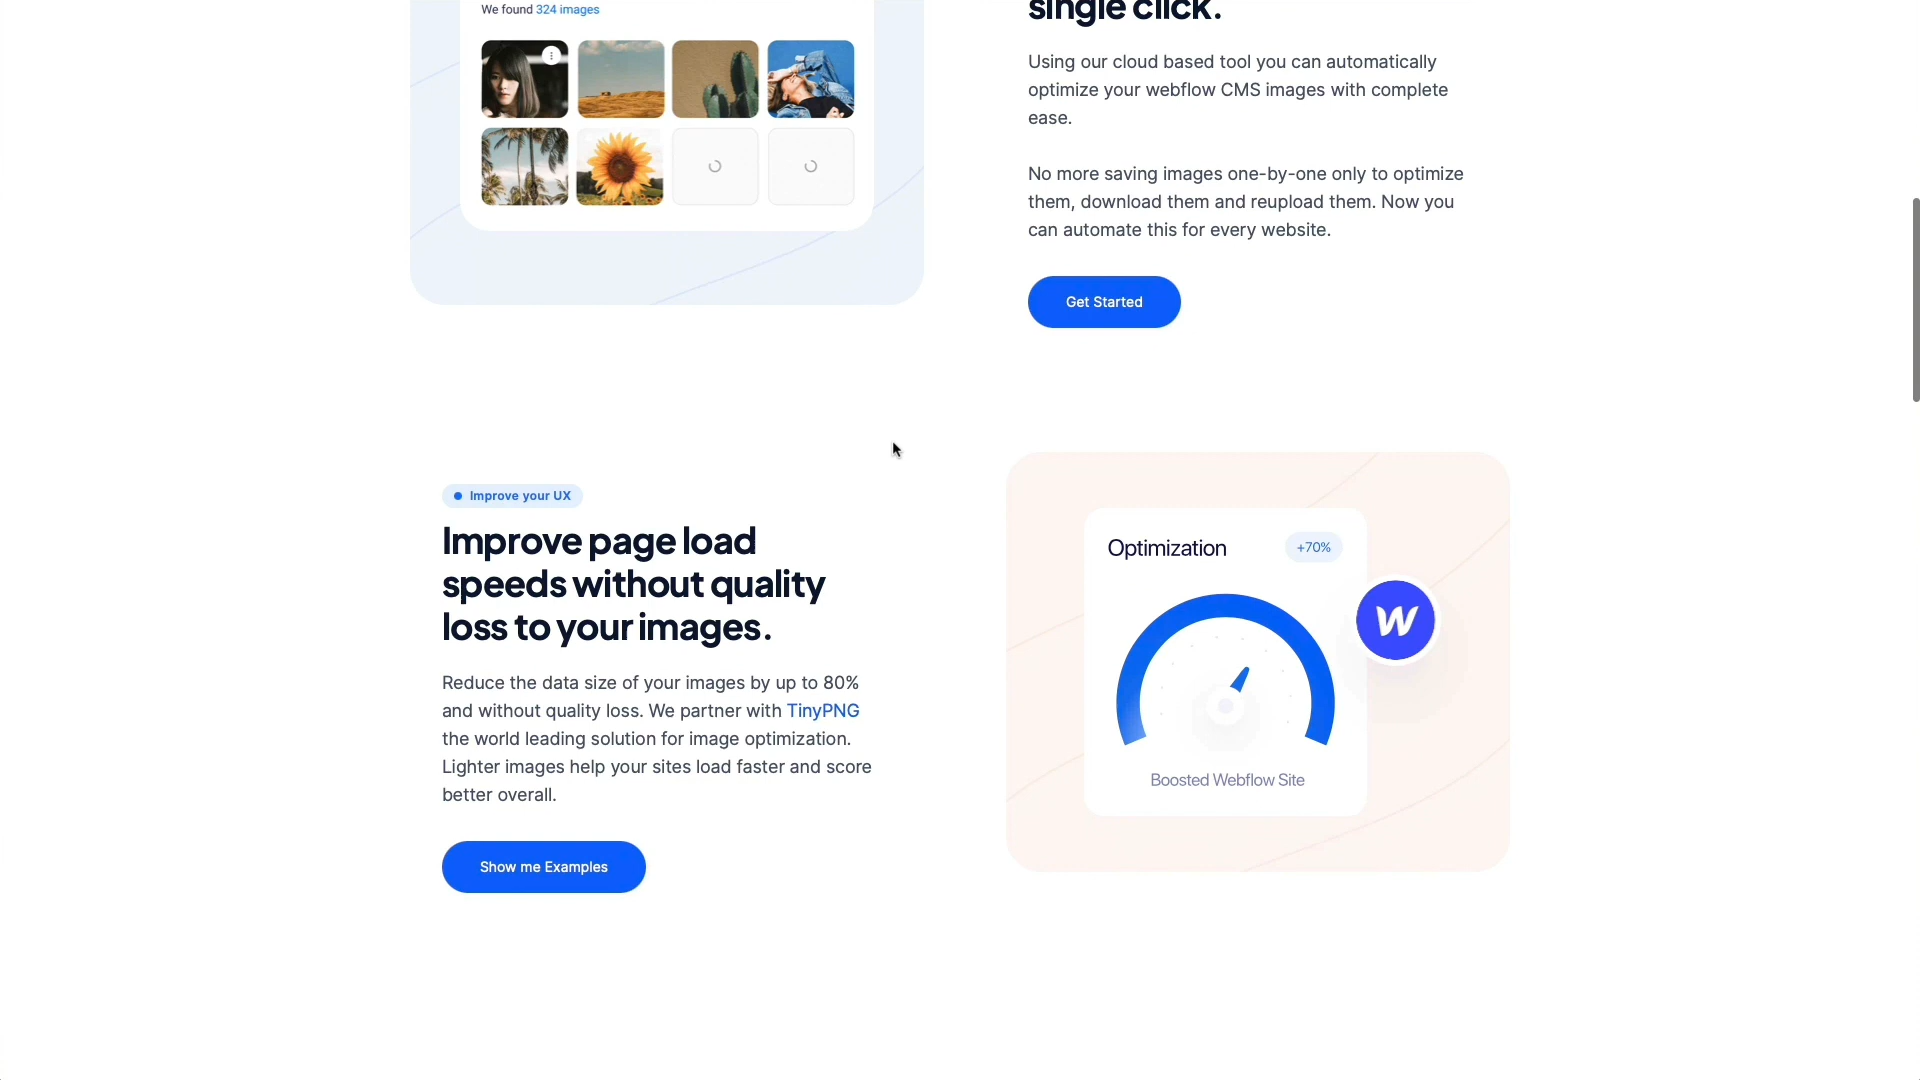 We found 324 images
single click.
Using our cloud based tool you can automatically
optimize your webflow CMS images with complete
ease.
No more saving images one-by-one only to optimize
them, download them and reupload them. Now you
can automate this for every website.
Get Started
Improve your UX
Improve page load
speeds without quality
loss to your images.
Reduce the data size of your images by up to 80%
and without quality loss. We partner with TinyPNG
the world leading solution for image optimization.
Lighter images help your sites load faster and score
better overall.
Show me Examples
Optimization
+70%
W
Boosted Webflow Site